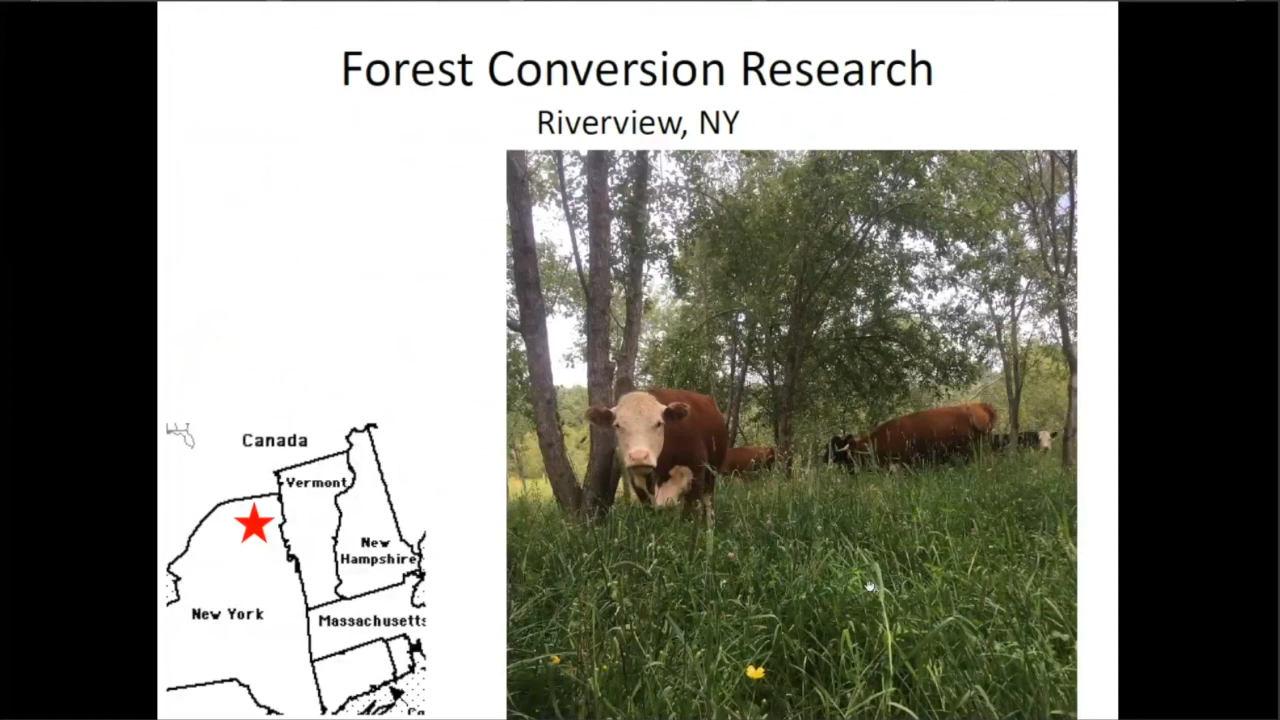 Forest Conversion Research
Riverview, NY
Canada
Vermont
New
Hampshire
New York
Massachusetts